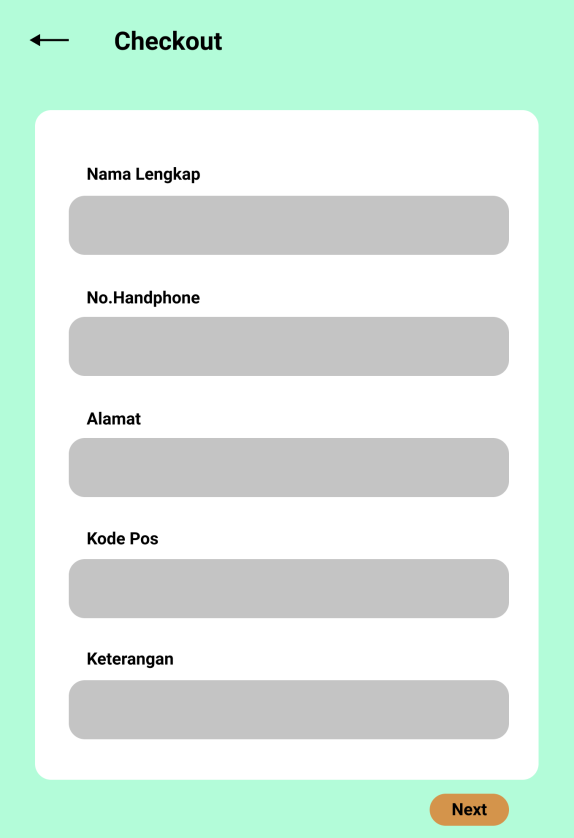 Checkout
Nama Lengkap
No.Handphone
Alamat
Kode Pos
Keterangan
Next